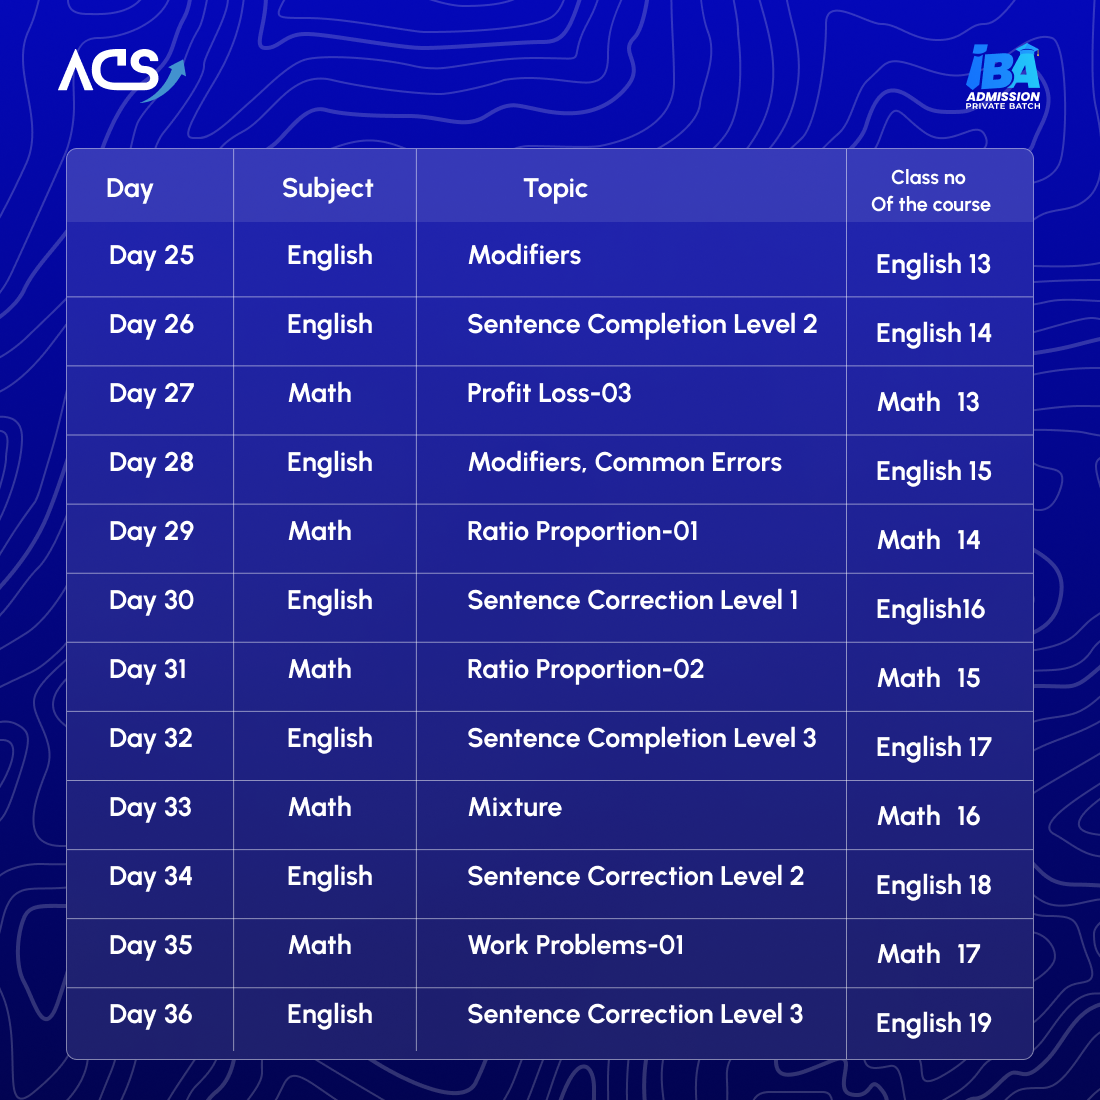 ACS
iBA
ADMISSION
PRIVATE BATCH
Day Subject Topic Class no
Of the course
Day 25 English Modifiers English 13
Day 26 English Sentence Completion Level 2 English 14
Day 27 Math Profit Loss-03 Math 13
Day 28 English Modifiers, Common Errors English 15
Day 29 Math Ratio Proportion-01 Math 14
Day 30 English Sentence Correction Level 1 English16
Day 31 Math Ratio Proportion-02 Math 15
Day 32 English Sentence Completion Level 3 English 17
Day 33 Math Mixture Math 16
Day 34 English Sentence Correction Level 2 English 18
Day 35 Math Work Problems-01 Math 17
Day 36 English Sentence Correction Level 3 English 19